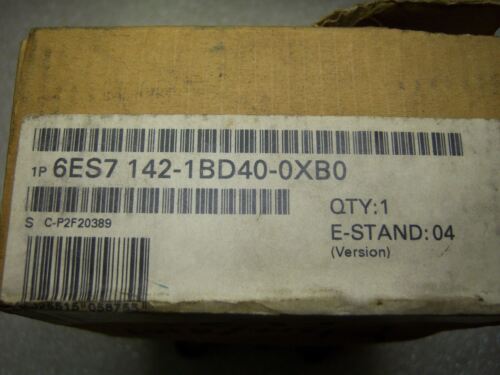 1P 6ES7 142-1BD40-0XB0
S C-P2F20389
QTY:1
E-STAND:04
(Version)